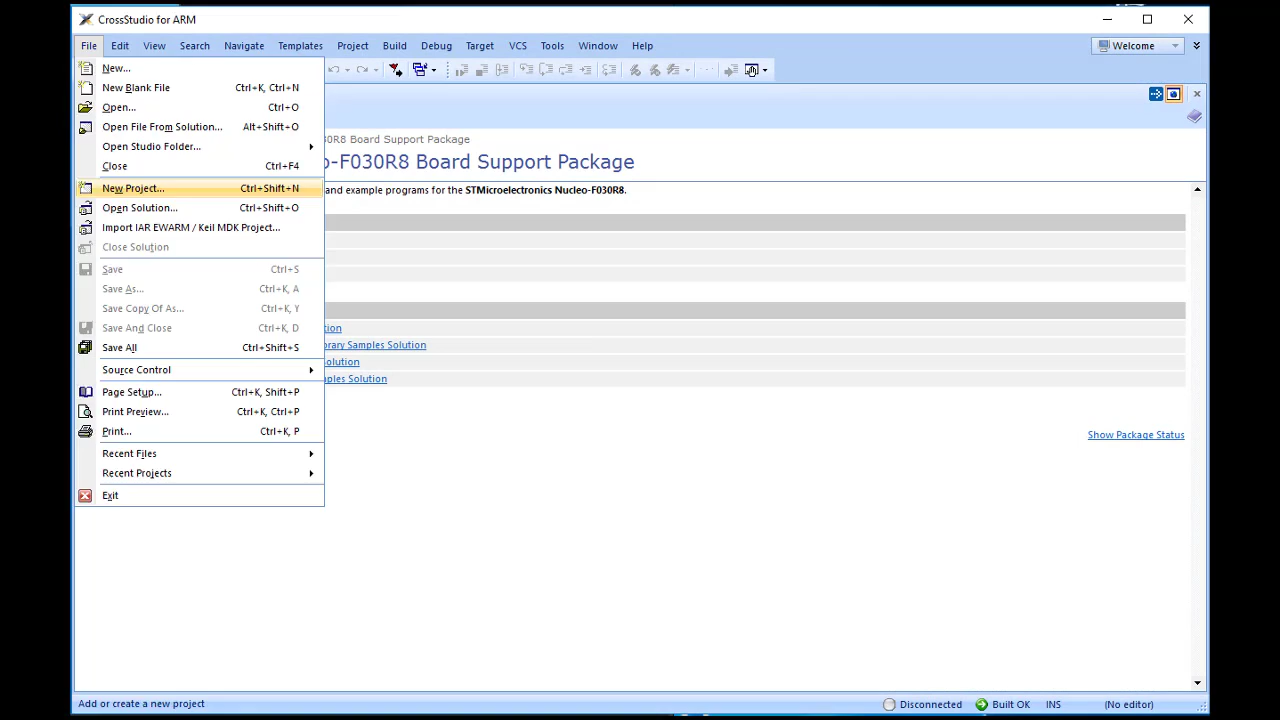 CrossStudio for ARM
File Edit View Search Navigate Templates Project Build Debug Target VCS Tools Window Help Welcome
New...
New Blank File Ctrl+K, Ctrl+N
Open... Ctrl+O
Open File From Solution... Alt+Shift+O
Open Studio Folder...
Close Ctrl+F4
New Project... Ctrl+Shift+N
Open Solution... Ctrl+Shift+O
Import IAR EWARM / Keil MDK Project...
Close Solution
Save Ctrl+S
Save As... Ctrl+K, A
Save Copy Of As... Ctrl+K, Y
Save And Close Ctrl+K, D
Save All Ctrl+Shift+S
Source Control
Page Setup... Ctrl+K, Shift+P
Print Preview... Ctrl+K, Ctrl+P
Print... Ctrl+K, P
Recent Files
Recent Projects
Exit
30R8 Board Support Package
o-F030R8 Board Support Package
and example programs for the STMicroelectronics Nucleo-F030R8.
tion
rary Samples Solution
Solution
ples Solution
Show Package Status
Add or create a new project Disconnected Built OK INS (No editor)